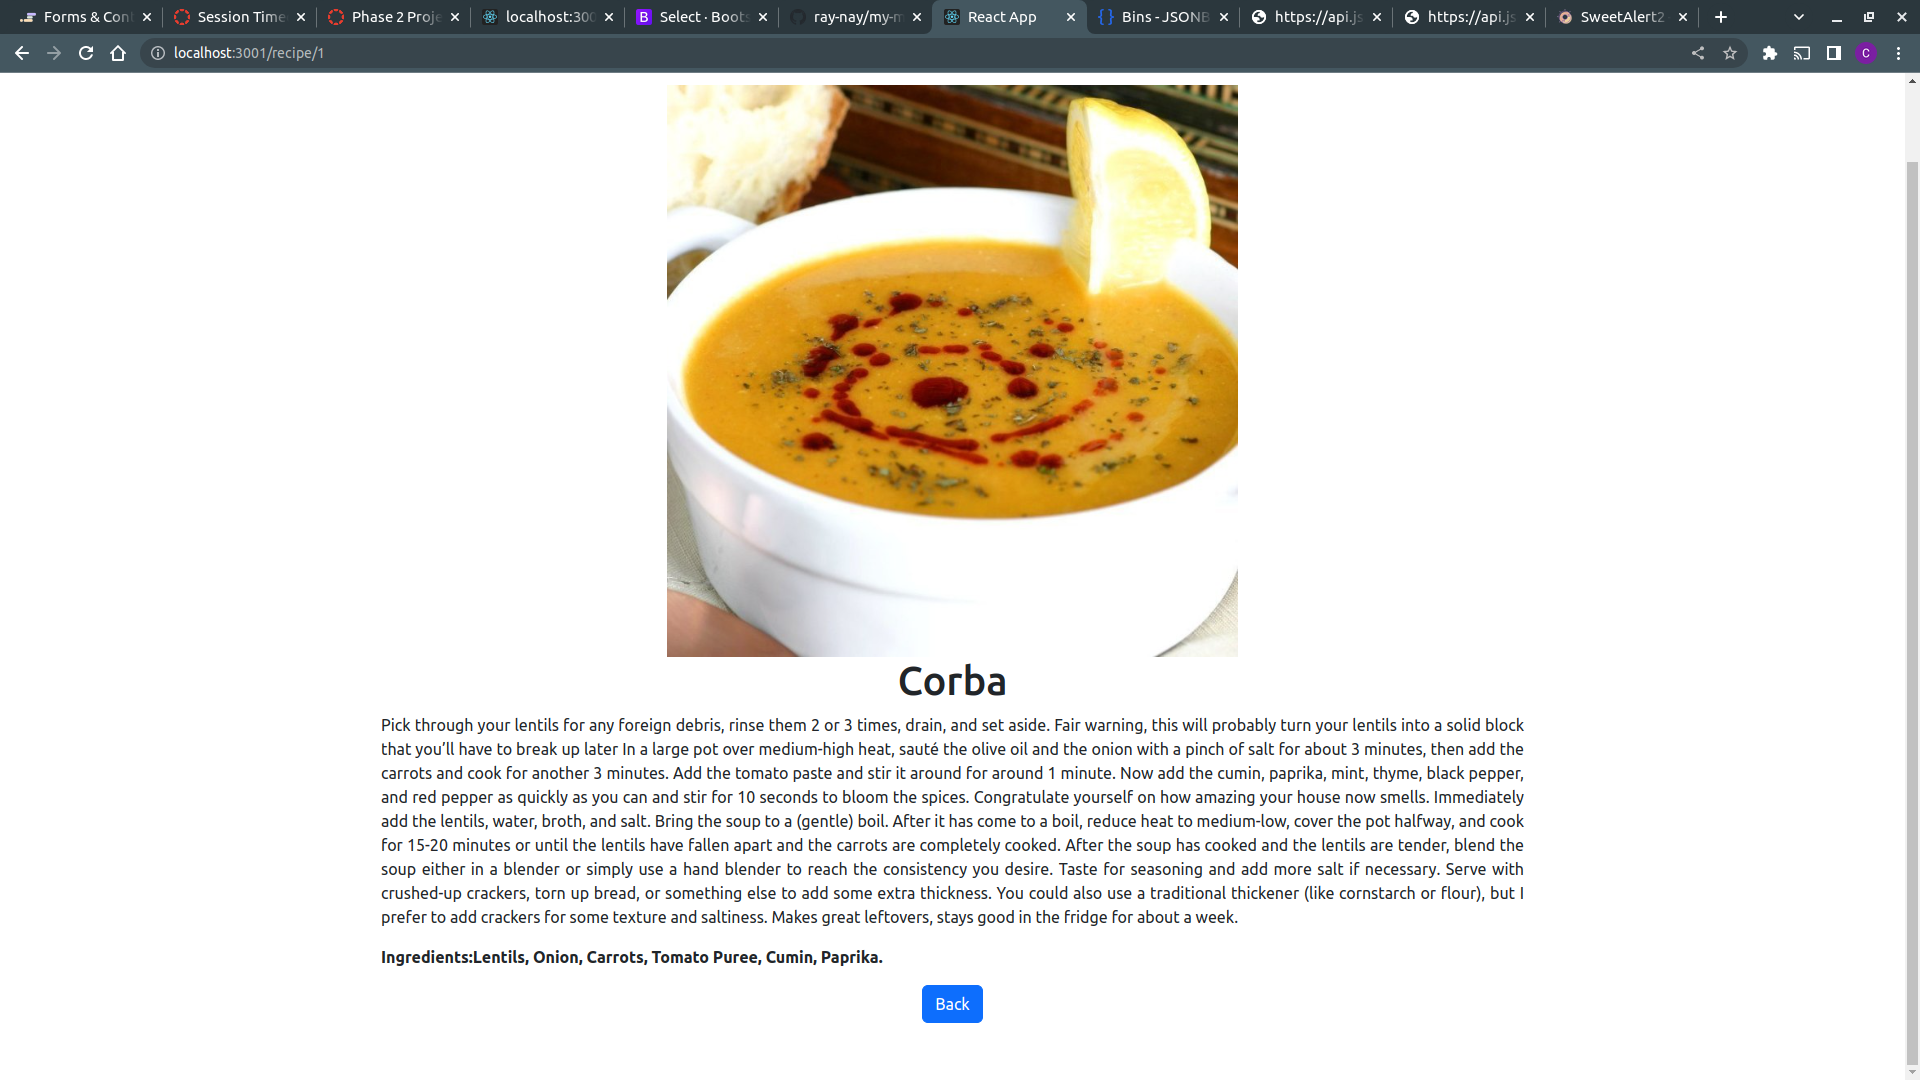 Forms & Con
Session Time
Phase 2 Proje
localhost:300
Select · Boots
ray-nay/my-m
React App
Bins - JSONB
https://api.js
https://api.js
SweetAlert2
localhost:3001/recipe/1
C
Corba
Pick through your lentils for any foreign debris, rinse them 2 or 3 times, drain, and set aside. Fair warning, this will probably turn your lentils into a solid block
that you’ll have to break up later In a large pot over medium-high heat, sauté the olive oil and the onion with a pinch of salt for about 3 minutes, then add the
carrots and cook for another 3 minutes. Add the tomato paste and stir it around for around 1 minute. Now add the cumin, paprika, mint, thyme, black pepper,
and red pepper as quickly as you can and stir for 10 seconds to bloom the spices. Congratulate yourself on how amazing your house now smells. Immediately
add the lentils, water, broth, and salt. Bring the soup to a (gentle) boil. After it has come to a boil, reduce heat to medium-low, cover the pot halfway, and cook
for 15-20 minutes or until the lentils have fallen apart and the carrots are completely cooked. After the soup has cooked and the lentils are tender, blend the
soup either in a blender or simply use a hand blender to reach the consistency you desire. Taste for seasoning and add more salt if necessary. Serve with
crushed-up crackers, torn up bread, or something else to add some extra thickness. You could also use a traditional thickener (like cornstarch or flour), but I
prefer to add crackers for some texture and saltiness. Makes great leftovers, stays good in the fridge for about a week.
Ingredients:Lentils, Onion, Carrots, Tomato Puree, Cumin, Paprika.
Back